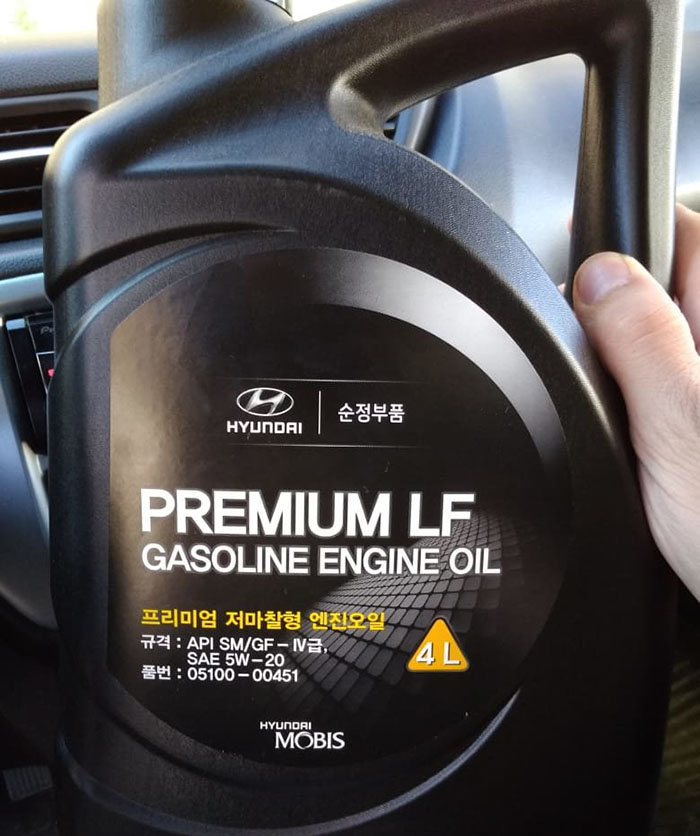 HYUNDAI
순정부품
PREMIUM LF
GASOLINE ENGINE OIL
프리미엄 저마찰형 엔진오일
규격 : API SM/GF-Ⅳ급,
SAE 5W-20
품번 : 05100-00451
4 L
HYUNDAI
MOBIS